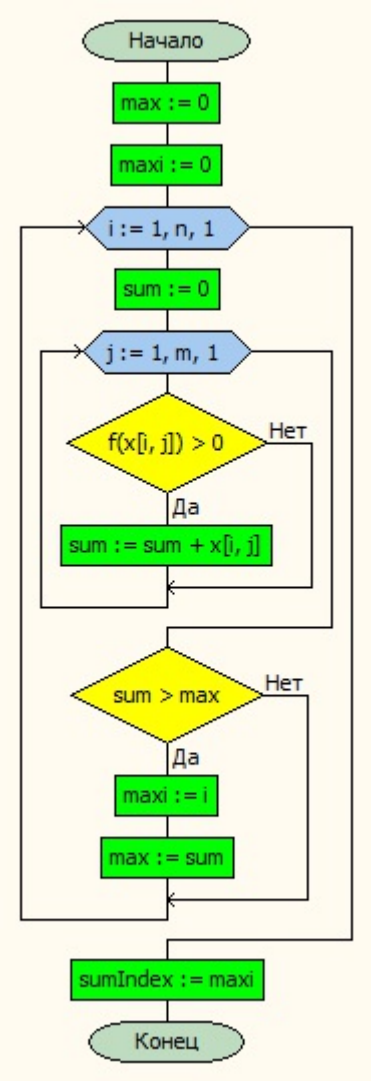 Начало
max := 0
maxi := 0
i := 1, n, 1
sum := 0
j := 1, m, 1
f(x[i, j]) > 0
Нет
Да
sum := sum + x[i, j]
sum > max
Нет
Да
maxi := i
max := sum
sumIndex := maxi
Конец